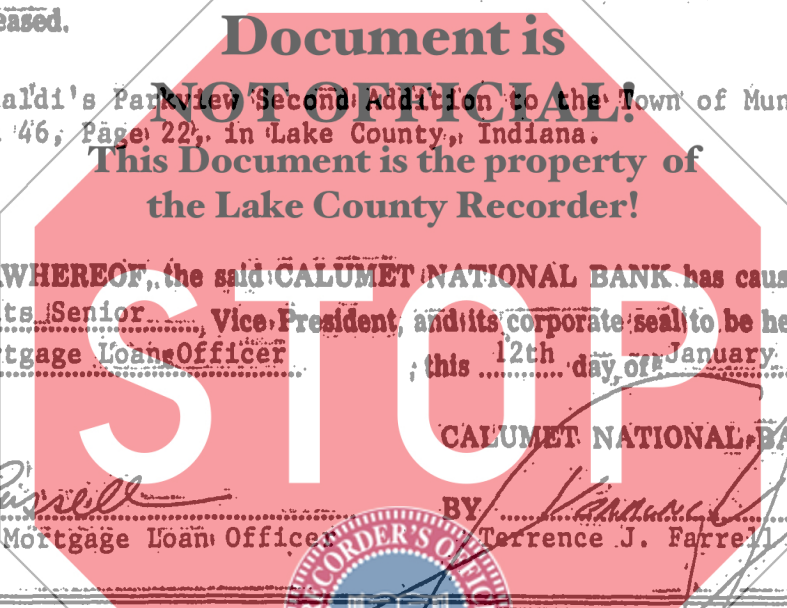 eased.
Document is
NOT OFFICIAL!
aldi's Parkview Second Addition to the Town of Mun
46, Page 22, in Lake County, Indiana.
This Document is the property of
the Lake County Recorder!
WHEREOF, the said CALUMET NATIONAL BANK has caus
ts Senior Vice President, and its corporate seal to be he
tgage Loan Officer ; this 12th day of January
STOP
CALUMET NATIONAL BA
BY
Mortgage Loan Officer Terrence J. Farrell
RECORDER'S OFFIC